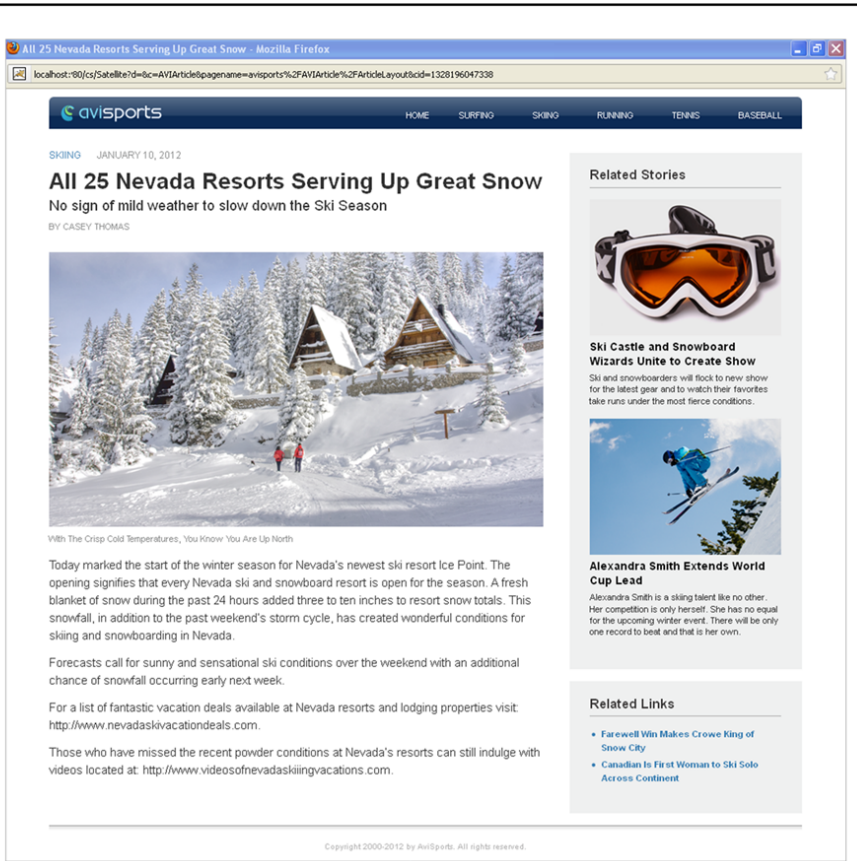 All 25 Nevada Resorts Serving Up Great Snow - Mozilla Firefox
localhost:80/cs/Satellite?d=&c=AVIArticle&pagename=avisports%2FAVIArticle%2FArticleLayout&cid=1328196047338
avisports
HOME SURFING SKIING RUNNING TENNIS BASEBALL
SKIING JANUARY 10, 2012
All 25 Nevada Resorts Serving Up Great Snow
No sign of mild weather to slow down the Ski Season
BY CASEY THOMAS
With The Crisp Cold Temperatures, You Know You Are Up North
Today marked the start of the winter season for Nevada's newest ski resort Ice Point. The
opening signifies that every Nevada ski and snowboard resort is open for the season. A fresh
blanket of snow during the past 24 hours added three to ten inches to resort snow totals. This
snowfall, in addition to the past weekend's storm cycle, has created wonderful conditions for
skiing and snowboarding in Nevada.
Forecasts call for sunny and sensational ski conditions over the weekend with an additional
chance of snowfall occurring early next week.
For a list of fantastic vacation deals available at Nevada resorts and lodging properties visit:
http://www.nevadaskivacationdeals.com.
Those who have missed the recent powder conditions at Nevada's resorts can still indulge with
videos located at: http://www.videosofnevadaskiiingvacations.com.
Related Stories
Ski Castle and Snowboard
Wizards Unite to Create Show
Ski and snowboarders will flock to new show
for the latest gear and to watch their favorites
take runs under the most fierce conditions.
Alexandra Smith Extends World
Cup Lead
Alexandra Smith is a skiing talent like no other.
Her competition is only herself. She has no equal
for the upcoming winter event. There will be only
one record to beat and that is her own.
Related Links
• Farewell Win Makes Crowe King of
Snow City
• Canadian Is First Woman to Ski Solo
Across Continent
Copyright 2000-2012 by AviSports. All rights reserved.